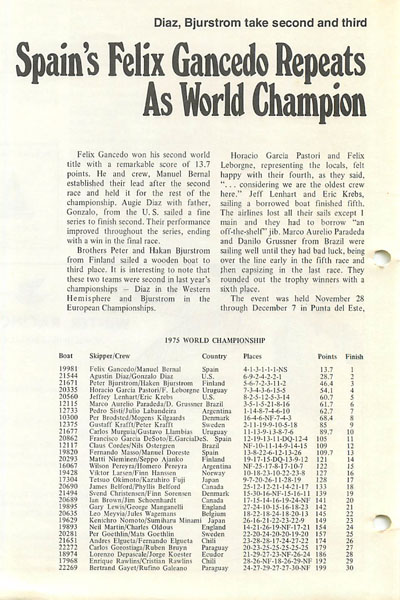 Diaz, Bjurstrom take second and third
Spain's Felix Gancedo Repeats
As World Champion
Felix Gancedo won his second world
title with a remarkable score of 13.7
points. He and crew, Manuel Bernal
established their lead after the second
race and held it for the rest of the
championship. Augie Diaz with father,
Gonzalo, from the U.S. sailed a fine
series to finish second. Their performance
improved throughout the series, ending
with a win in the final race.
Brothers Peter and Hakan Bjurstrom
from Finland sailed a wooden boat to
third place. It is interesting to note that
these two teams were second in last year's
championships – Diaz in the Western
Hemisphere and Bjurstrom in the
European Championships.
Horacio Garcia Pastori and Felix
Leborgne, representing the locals, felt
happy with their fourth, as they said,
“. . . considering we are the oldest crew
here.” Jeff Lenhart and Eric Krebs,
sailing a borrowed boat finished fifth.
The airlines lost all their sails except 1
main and they had to borrow “an
off-the-shelf” jib. Marco Aurelio Paradeda
and Danilo Grussner from Brazil were
sailing well until they had bad luck, being
over the line early in the fifth race and
then capsizing in the last race. They
rounded out the trophy winners with a
sixth place.
The event was held November 28
through December 7 in Punta del Este,
1975 WORLD CHAMPIONSHIP
Boat Skipper/Crew Country Places Points Finish
19981 Felix Gancedo/Manuel Bernal Spain 4-1-3-1-1-NS 13.7 1
21544 Agustin Diaz/Gonzalo Diaz U.S. 6-9-2-4-2-1 28.7 2
21671 Peter Bjurstrom/Haken Bjurstrom Finland 5-6-7-2-3-11-2 46.4 3
20335 Horacio Garcia Pastori/F. Leborgne Uruguay 7-3-4-3-6-15-5 54.1 4
20560 Jeffrey Lenhart/Eric Krebs U.S. 8-2-5-12-5-3-14 60.7 5
12115 Marco Aurelio Paradeda/D. Grussner Brazil 3-5-1-5-21-8-16 61.7 6
12733 Pedro Sisti/Julio Labandeira Argentina 1-14-8-7-4-6-10 62.7 7
10300 Per Brodsted/Mogens Kilgaard Denmark 16-4-6-NF-7-4-3 68.4 8
12375 Gustaff Krafft/Peter Krafft Sweden 2-11-19-9-10-5-18 85 9
21677 Carlos Murguia/Gustavo Llambias Uruguay 11-13-9-13-8-7-6 89.7 10
20862 Francisco Garcia DeSoto/E.GarciaDeS. Spain 12-19-13-11-DQ-12-4 105 11
12151 Claus Cordes/Nils Ostergren Brazil NF-10-11-14-9-14-15 109 12
19820 Fernando Masso/Manuel Doreste Spain 13-8-22-6-12-13-26 109.7 13
20293 Matti Nieminen/Seppo Ajanko Finland 19-17-15-DQ-13-9-12 121 14
16067 Wilson Pereyra/Homero Pereyra Argentina NF-25-17-8-17-10-7 122 15
19428 Viktor Larsen/Finn Hanssen Norway 10-18-23-10-22-23-8 127 16
17304 Tetsuo Okimoto/Kazuhiro Fuji Japan 9-7-20-26-11-28-19 128 17
20690 James Belford/Phyllis Belford Canada 25-12-12-21-14-21-17 133 18
21494 Svend Christensen/Finn Sorensen Denmark 15-30-16-NF-15-16-11 139 19
20689 Ian Brown/Jim Schoenhardt Canada 17-15-14-16-19-24-NF 141 20
19895 Gary Lewis/George Manganelli England 27-24-10-15-16-18-23 142 21
20635 Leo Meyvia/Jules Wagemans Belgium 18-22-18-24-18-20-13 145 22
19629 Kenichiro Nomoto/Sumiharu Minami Japan 26-16-21-22-23-22-9 149 23
19893 Neil Martin/Charles Oldrous England 14-21-26-19-NF-17-21 154 24
20281 Per Goethlin/Mats Goethlin Sweden 22-20-24-20-20-19-20 157 25
21651 Andres Elgueta/Fernando Elgueta Chili 23-28-28-17-24-25-14 177 26
22272 Carlos Gorostiaga/Ruben Bruyn Paraguay 20-23-25-25-25-25-25 179 27
18974 Lorenzo Depascale/Jorge Koester Ecudor 21-29-27-23-NF-26-24 186 28
17968 Enrique Rawlins/Cristian Rawlins Chili 28-26-NF-18-26-29-NF 192 29
22269 Bertrand Gayet/Rufino Galeano Paraguay 24-27-29-27-27-30-NF 199 30